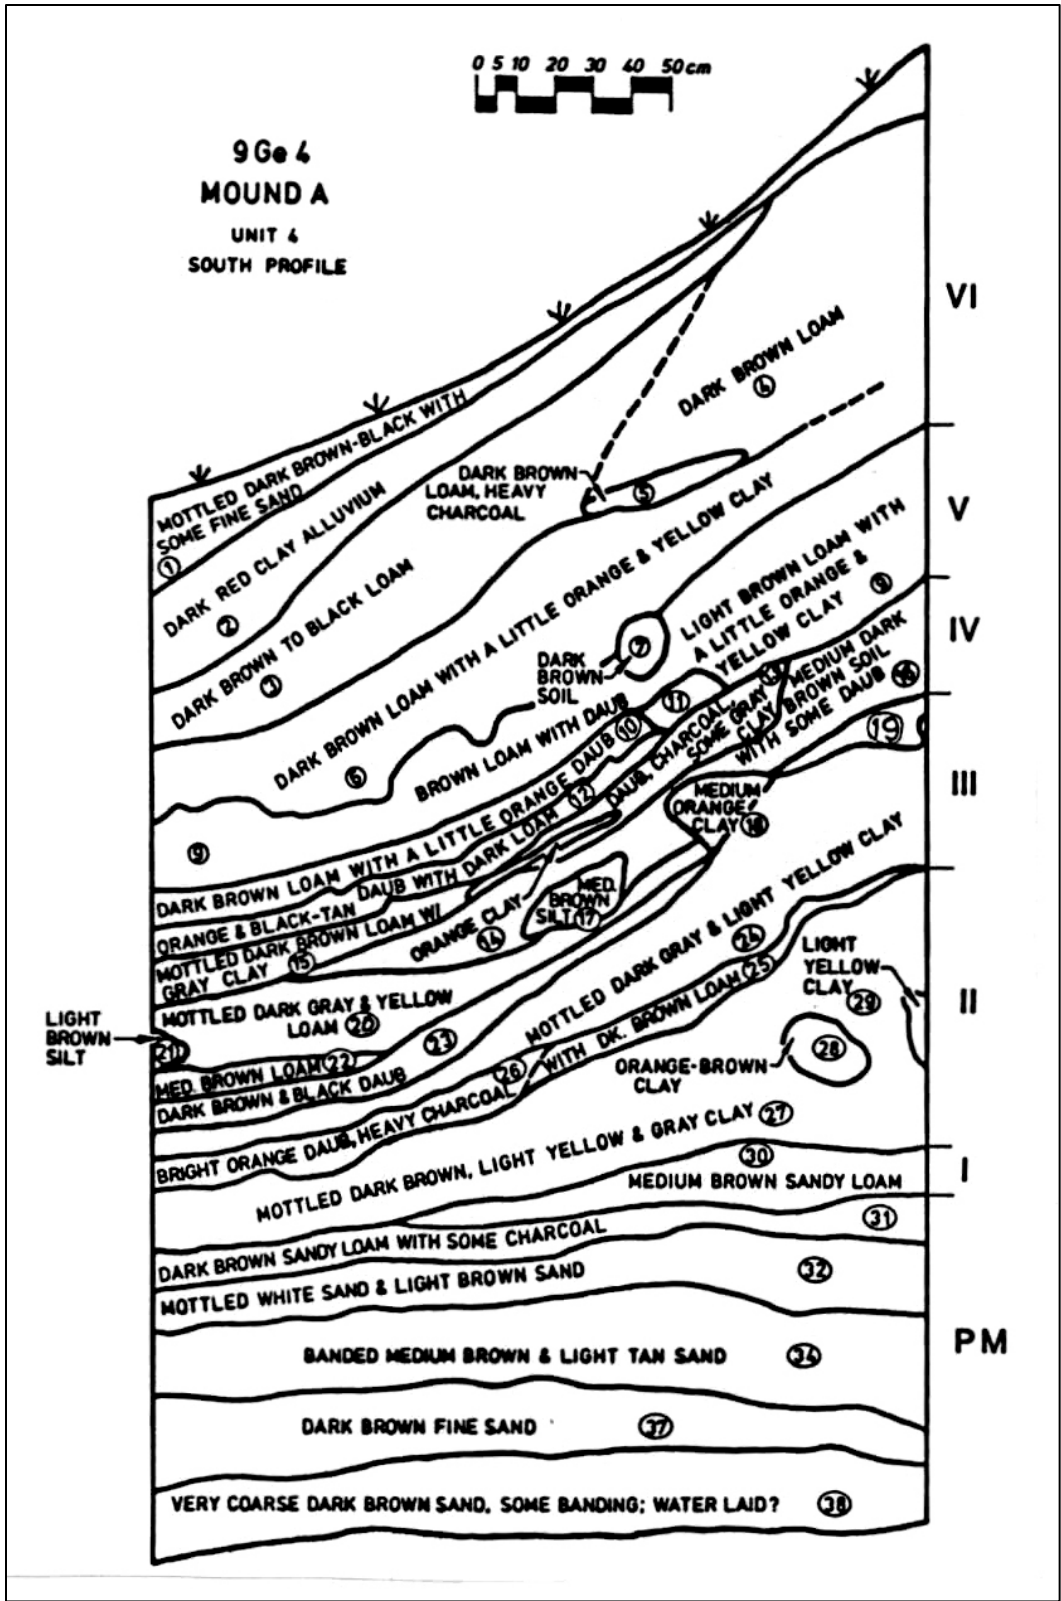 0 5 10 20 30 40 50cm
9Ge4
MOUND A
UNIT 4
SOUTH PROFILE
VI
DARK BROWN LOAM
4
MOTTLED DARK BROWN-BLACK WITH
SOME FINE SAND
1
DARK BROWN
LOAM, HEAVY
CHARCOAL
5
V
DARK RED CLAY ALLUVIUM
2
DARK BROWN TO BLACK LOAM
3
DARK BROWN LOAM WITH A LITTLE ORANGE & YELLOW CLAY
6
LIGHT BROWN LOAM WITH
A LITTLE ORANGE &
YELLOW CLAY 9
IV
7
DARK
BROWN
SOIL
BROWN LOAM WITH DAUB
9
DARK BROWN LOAM WITH A LITTLE ORANGE DAUB 10
11
ORANGE & BLACK-TAN
DAUB WITH DARK LOAM 12
DAUB, CHARCOAL,
SOME GRAY
CLAY
13
MEDIUM DARK
BROWN SOIL
WITH SOME DAUB
19
III
MOTTLED DARK BROWN LOAM W/
GRAY CLAY 15
ORANGE CLAY
14
MED.
BROWN
SILT 17
MEDIUM
ORANGE
CLAY 18
MOTTLED DARK GRAY & YELLOW
LOAM 20
LIGHT
BROWN
SILT
21
MED. BROWN LOAM 22
DARK BROWN & BLACK DAUB
23
MOTTLED DARK GRAY & LIGHT YELLOW CLAY
24
WITH DK. BROWN LOAM 25
26
BRIGHT ORANGE DAUB, HEAVY CHARCOAL
LIGHT
YELLOW
CLAY
29
II
28
ORANGE-BROWN
CLAY
MOTTLED DARK BROWN, LIGHT YELLOW & GRAY CLAY 27
30
MEDIUM BROWN SANDY LOAM
I
31
DARK BROWN SANDY LOAM WITH SOME CHARCOAL
MOTTLED WHITE SAND & LIGHT BROWN SAND
32
BANDED MEDIUM BROWN & LIGHT TAN SAND 34
PM
DARK BROWN FINE SAND 37
VERY COARSE DARK BROWN SAND, SOME BANDING; WATER LAID? 38